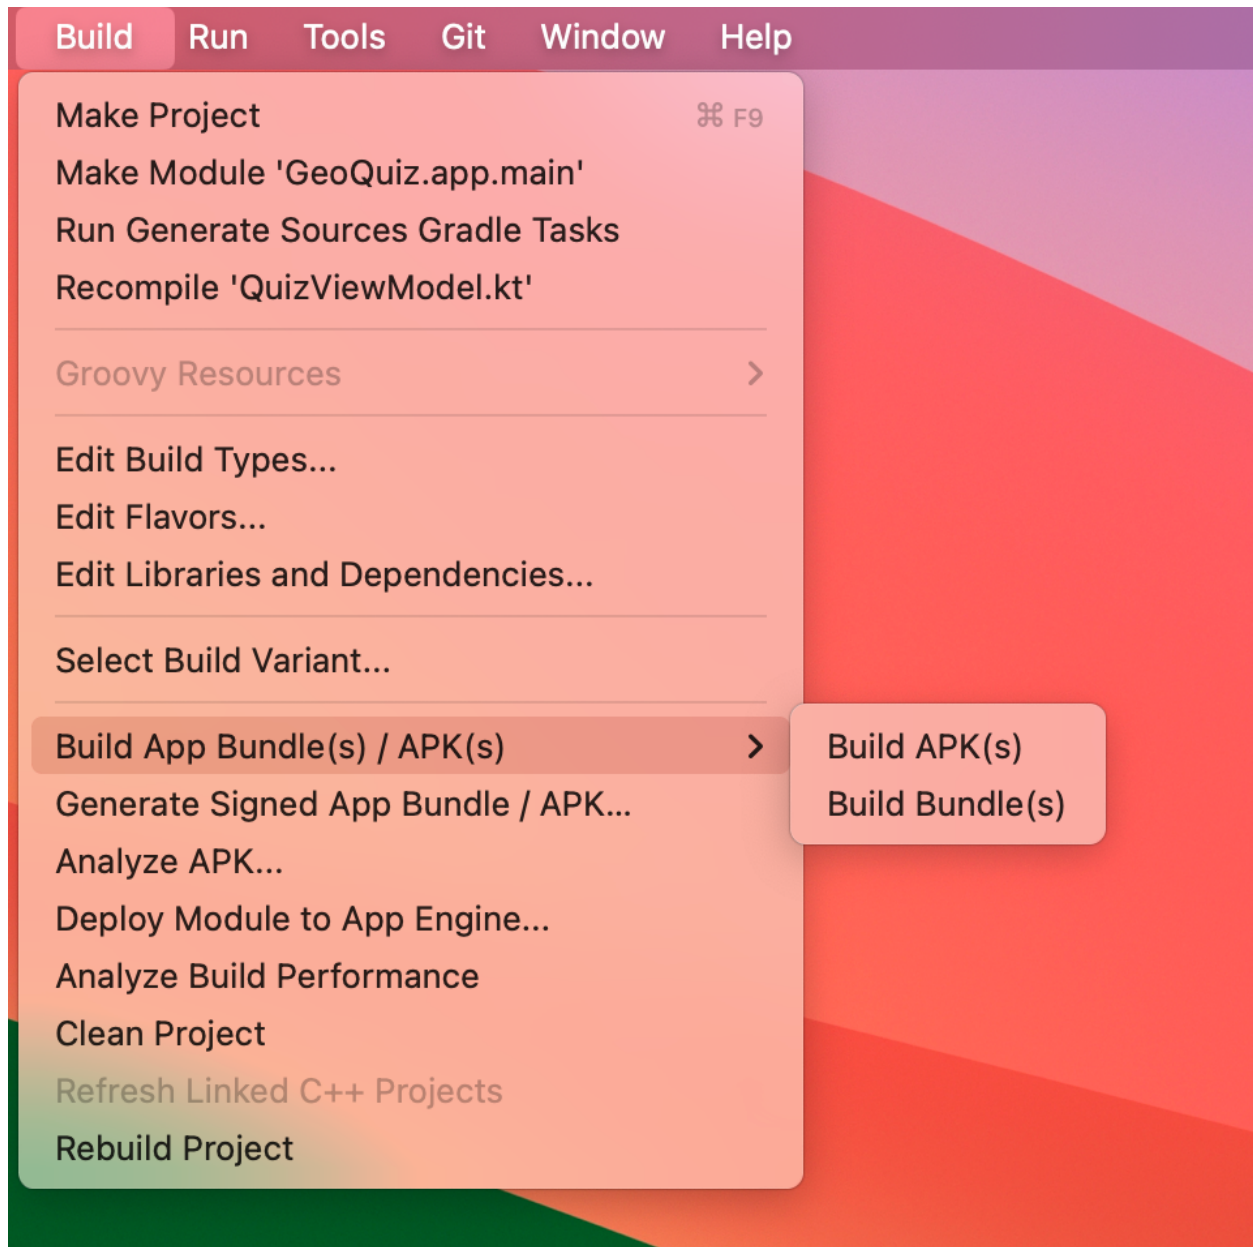 Build Run Tools Git Window Help
Make Project ⌘ F9
Make Module 'GeoQuiz.app.main'
Run Generate Sources Gradle Tasks
Recompile 'QuizViewModel.kt'
Groovy Resources
Edit Build Types...
Edit Flavors...
Edit Libraries and Dependencies...
Select Build Variant...
Build App Bundle(s) / APK(s)
Build APK(s)
Generate Signed App Bundle / APK...
Build Bundle(s)
Analyze APK...
Deploy Module to App Engine...
Analyze Build Performance
Clean Project
Refresh Linked C++ Projects
Rebuild Project